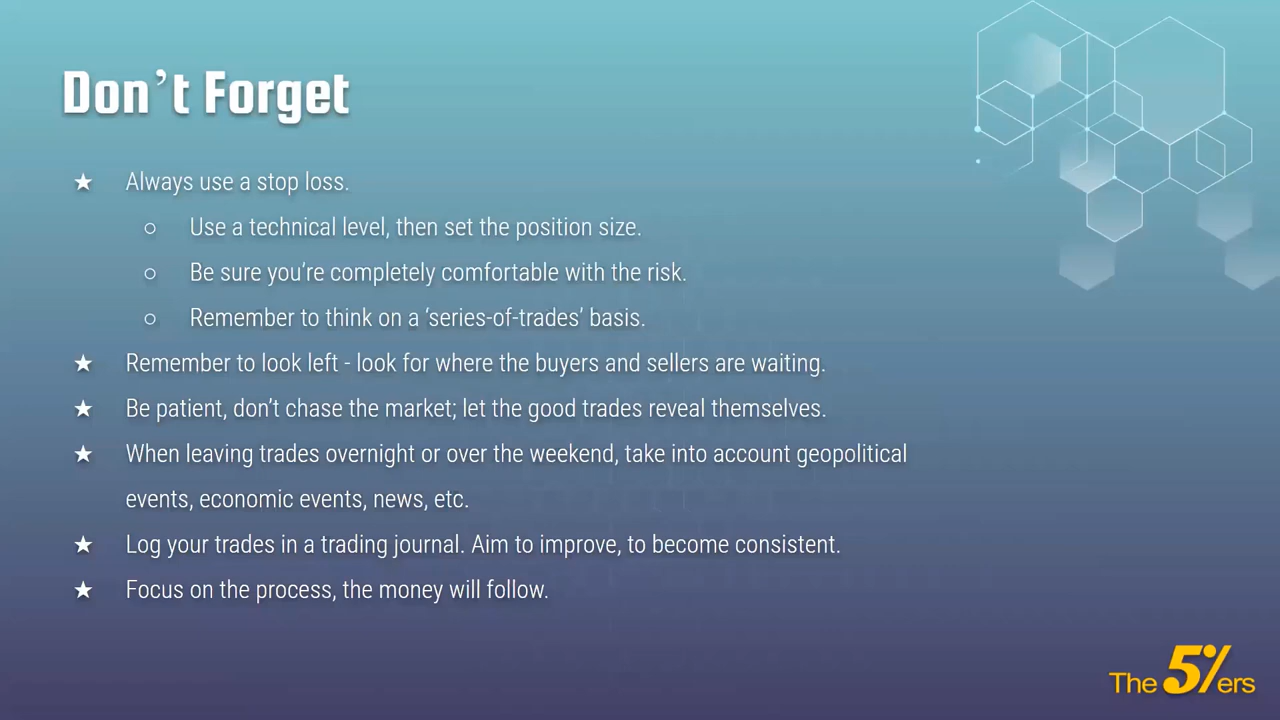 Don’t Forget
★ Always use a stop loss.
○ Use a technical level, then set the position size.
○ Be sure you’re completely comfortable with the risk.
○ Remember to think on a ‘series-of-trades’ basis.
★ Remember to look left - look for where the buyers and sellers are waiting.
★ Be patient, don’t chase the market; let the good trades reveal themselves.
★ When leaving trades overnight or over the weekend, take into account geopolitical
events, economic events, news, etc.
★ Log your trades in a trading journal. Aim to improve, to become consistent.
★ Focus on the process, the money will follow.
The 5%ers